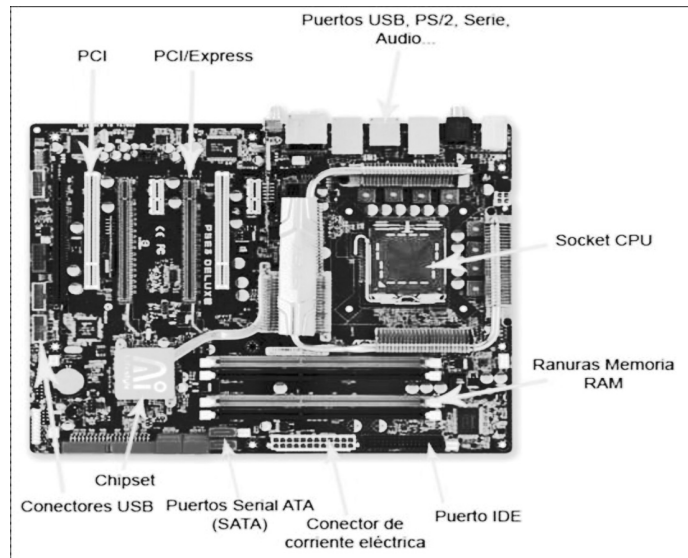 Puertos USB, PS/2, Serie,
Audio...
PCI
PCI/Express
P5B5 DELUXE
Socket CPU
Ranuras Memoria
RAM
Chipset
Conectores USB
Puertos Serial ATA
(SATA)
Conector de
corriente eléctrica
Puerto IDE